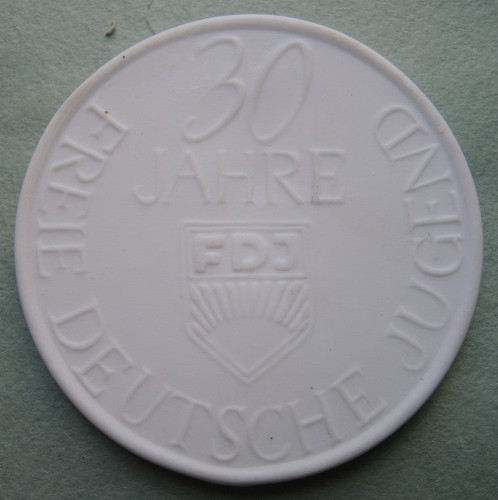 30
JAHRE
FDJ
FREIE DEUTSCHE JUGEND